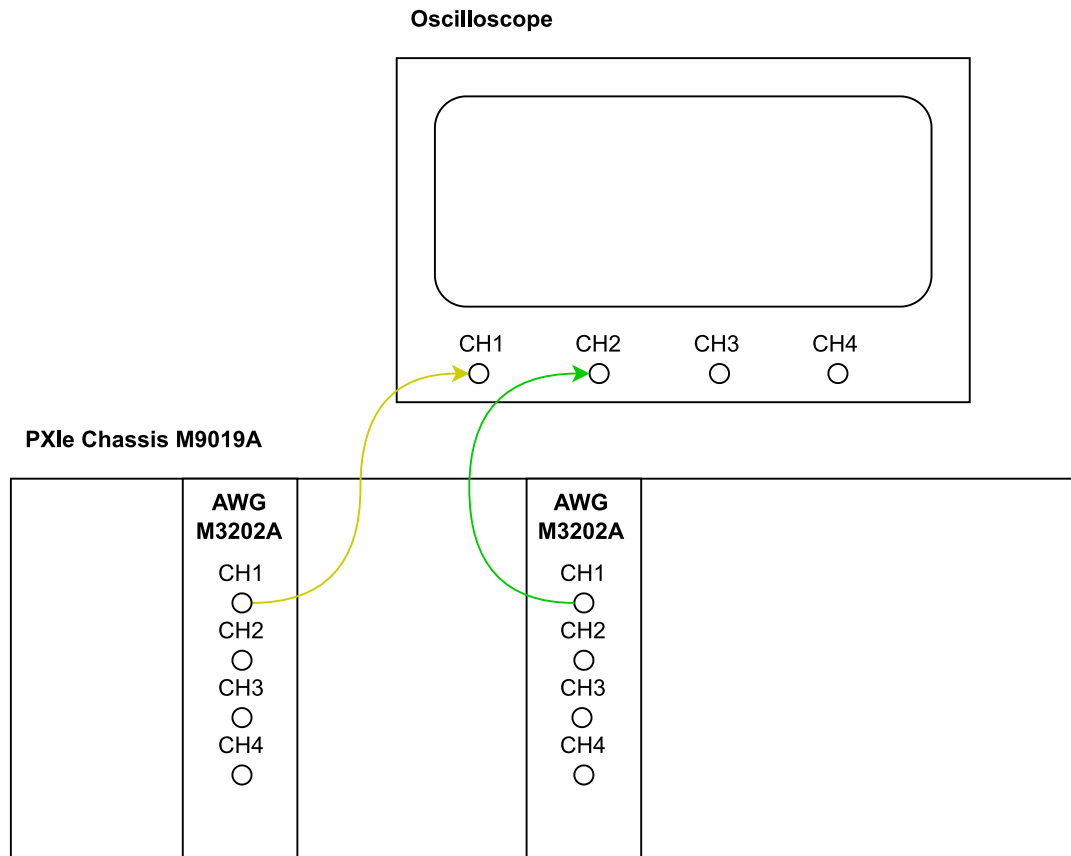 Oscilloscope
CH1 CH2 CH3 CH4
PXIe Chassis M9019A
AWG
M3202A
CH1
CH2
CH3
CH4
AWG
M3202A
CH1
CH2
CH3
CH4